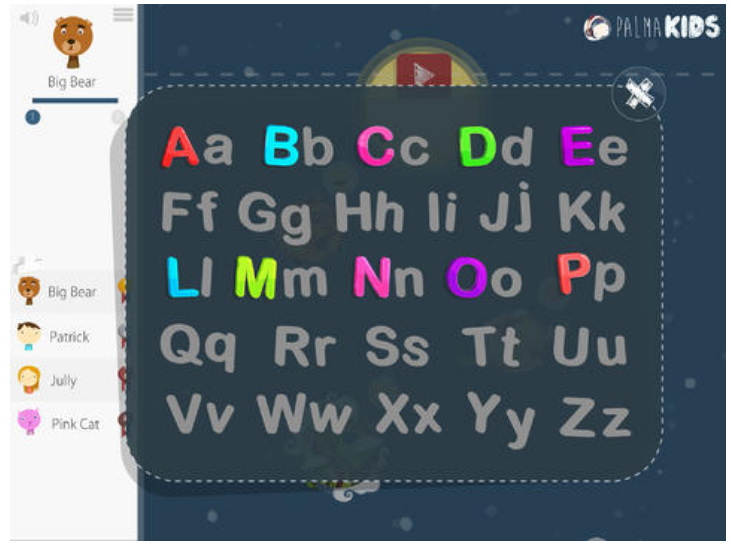 Big Bear
PALMAKIDS
Aa Bb Cc Dd Ee
Ff Gg Hh Ii Jj Kk
Ll Mm Nn Oo Pp
Qq Rr Ss Tt Uu
Vv Ww Xx Yy Zz
Big Bear
Patrick
Jully
Pink Cat